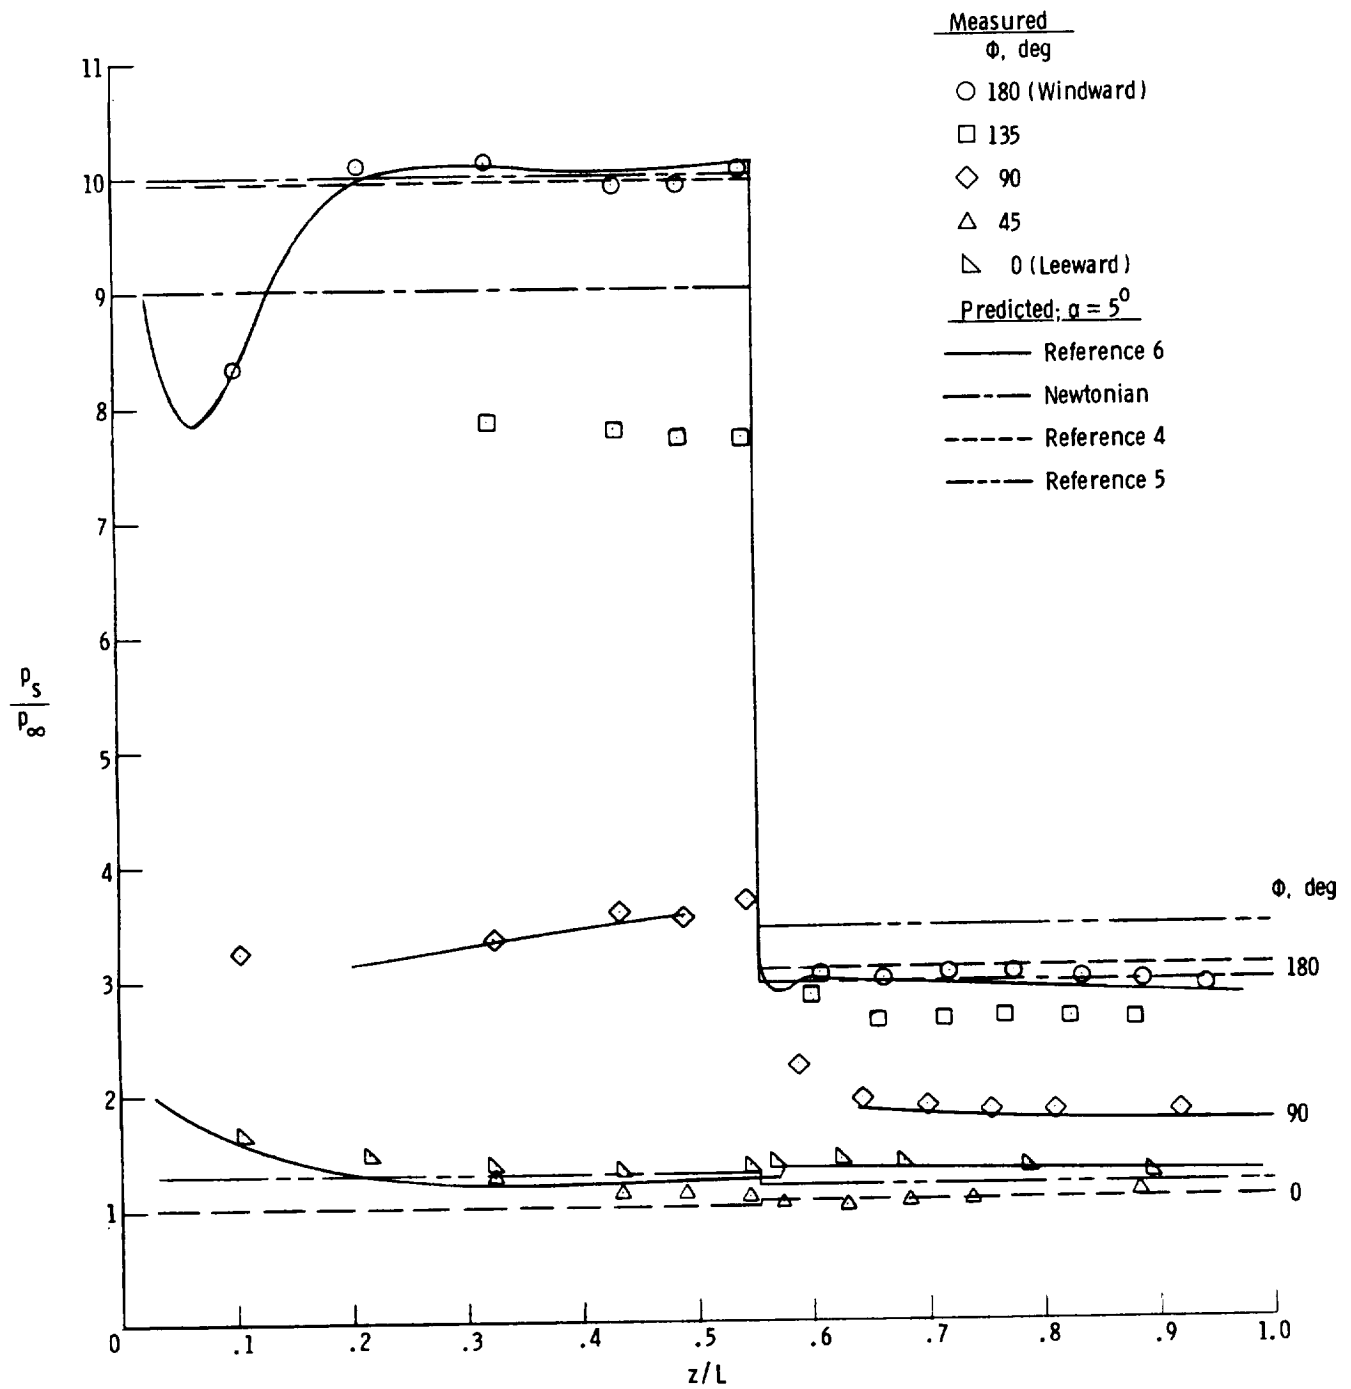 Measured
Φ, deg
180 (Windward)
135
90
45
0 (Leeward)
Predicted; α = 5°
Reference 6
Newtonian
Reference 4
Reference 5
11
10
9
8
7
6
5
4
3
2
1
p_s
p_∞
Φ, deg
180
90
0
0 .1 .2 .3 .4 .5 .6 .7 .8 .9 1.0
z/L